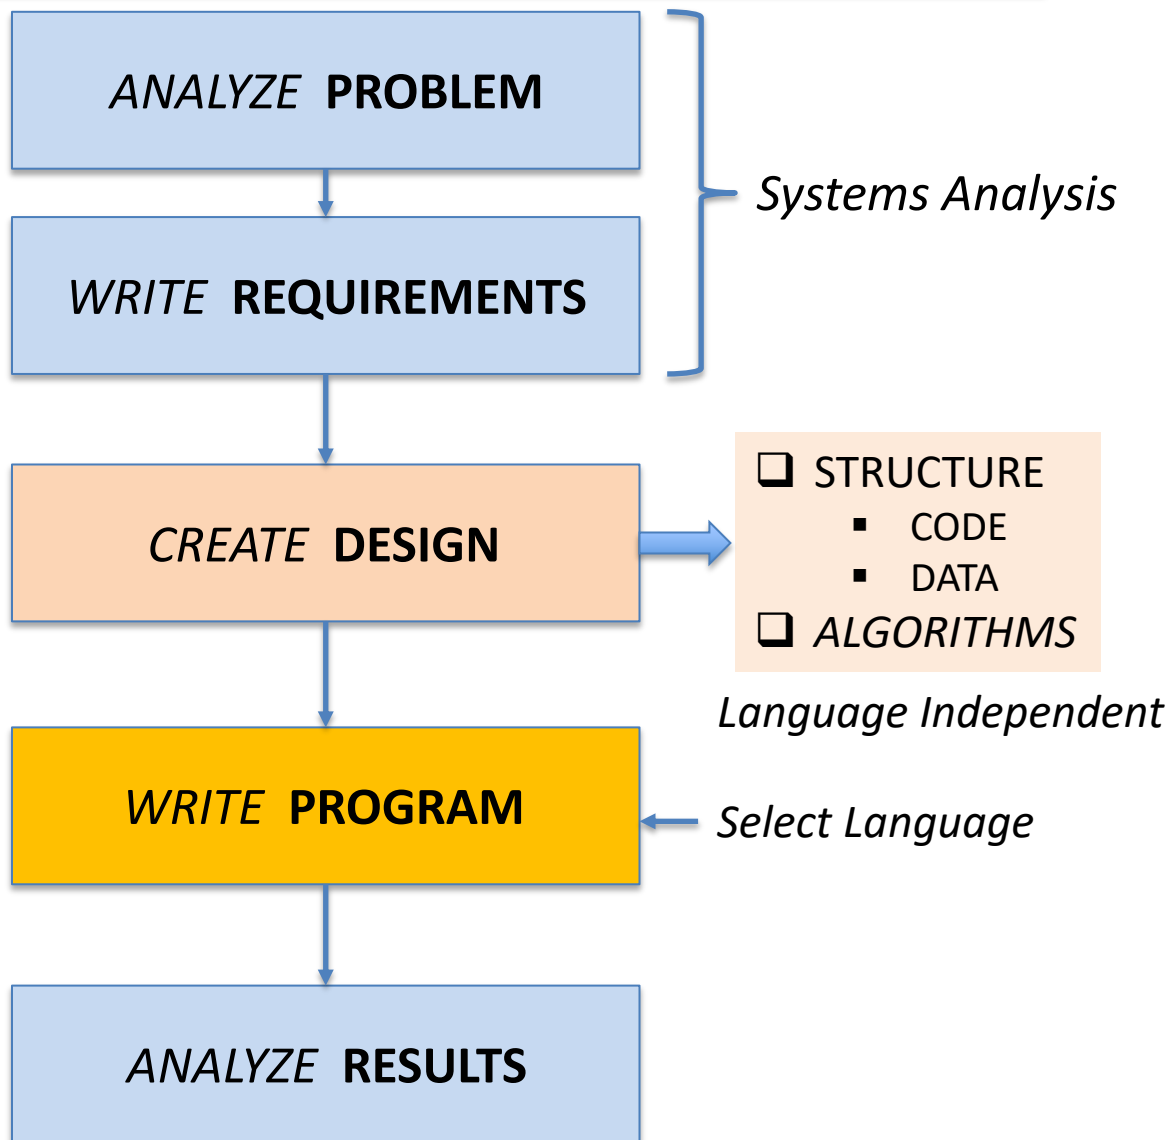 ANALYZE PROBLEM
Systems Analysis
WRITE REQUIREMENTS
CREATE DESIGN
❑ STRUCTURE
▪ CODE
▪ DATA
❑ ALGORITHMS
Language Independent
WRITE PROGRAM
Select Language
ANALYZE RESULTS